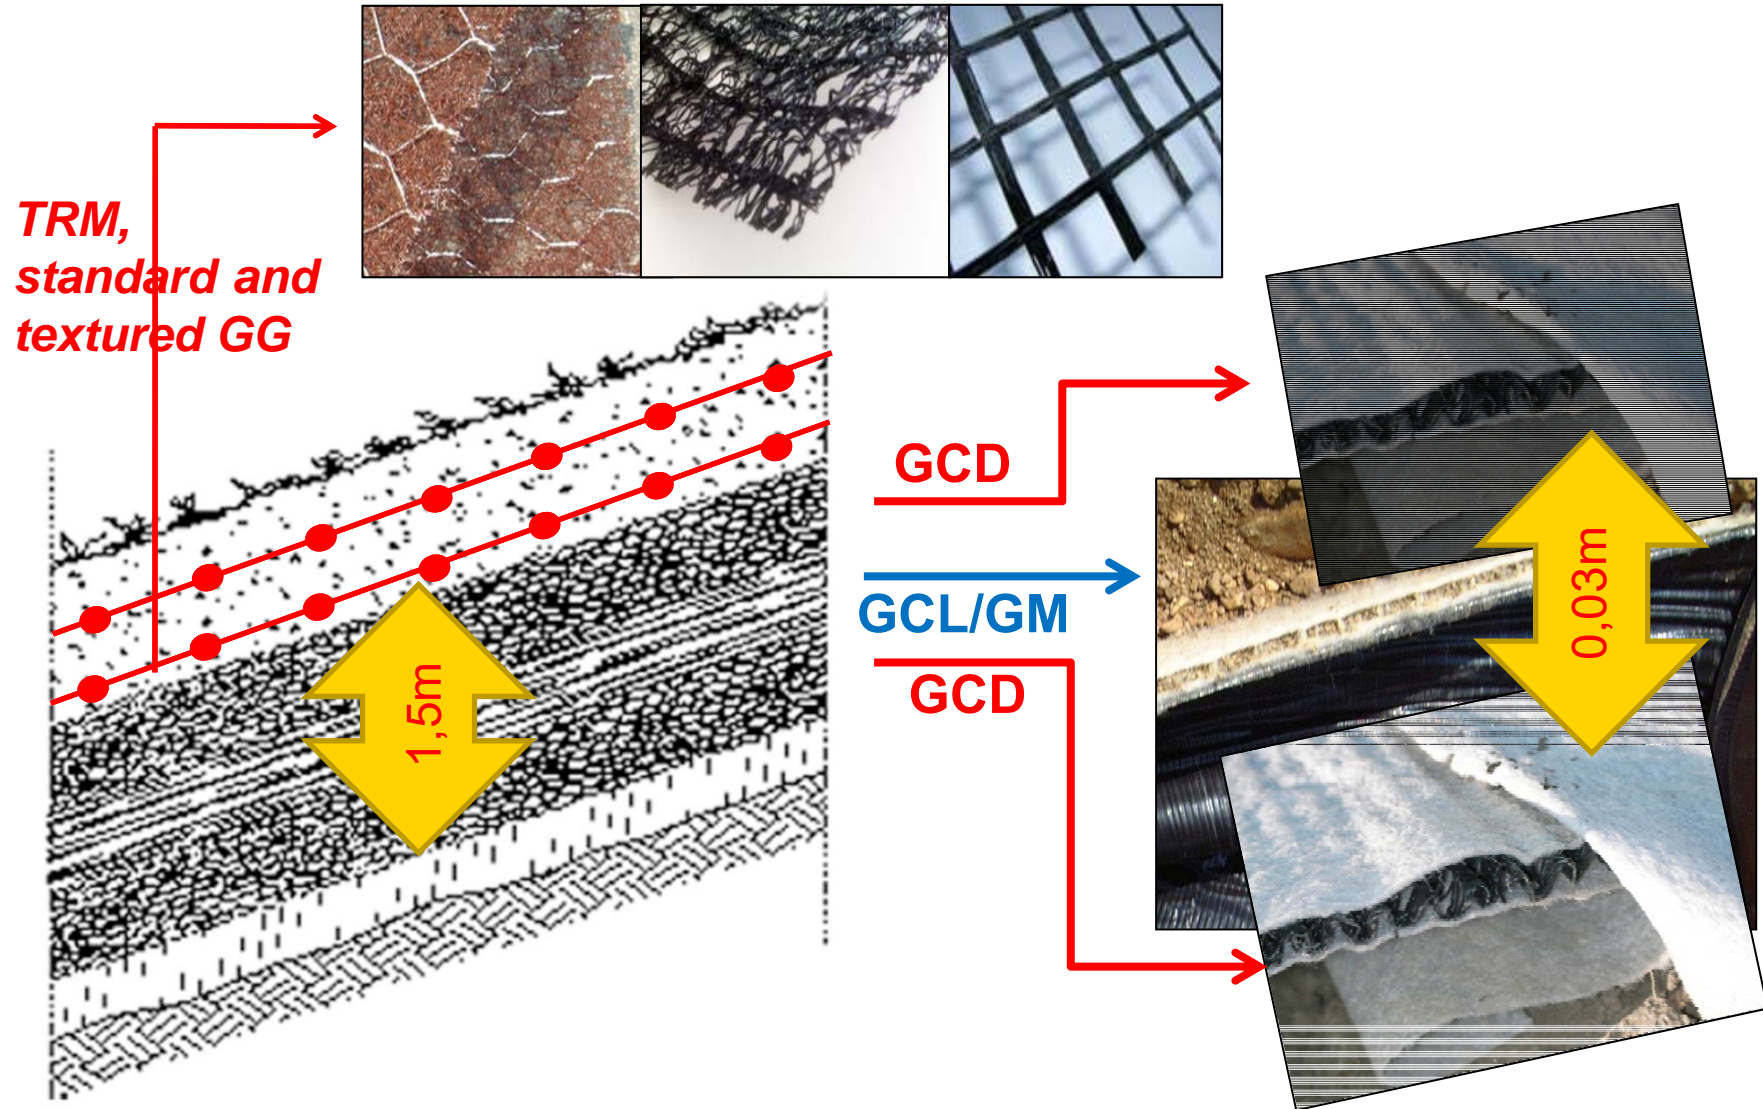 TRM,
standard and
textured GG
GCD
GCL/GM
GCD
1,5m
0,03m